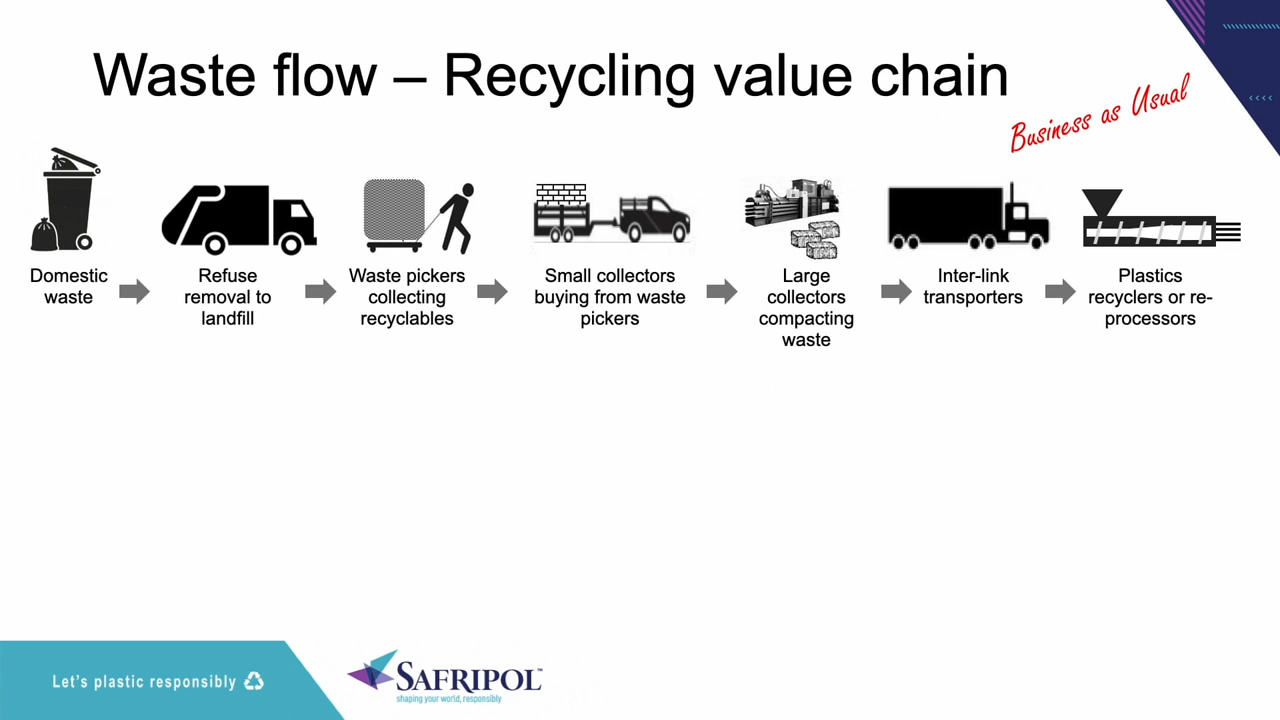 Waste flow – Recycling value chain
Business as Usual
Domestic
waste
Refuse
removal to
landfill
Waste pickers
collecting
recyclables
Small collectors
buying from waste
pickers
Large
collectors
compacting
waste
Inter-link
transporters
Plastics
recyclers or re-
processors
Let's plastic responsibly
SAFRIPOL™
shaping your world, responsibly